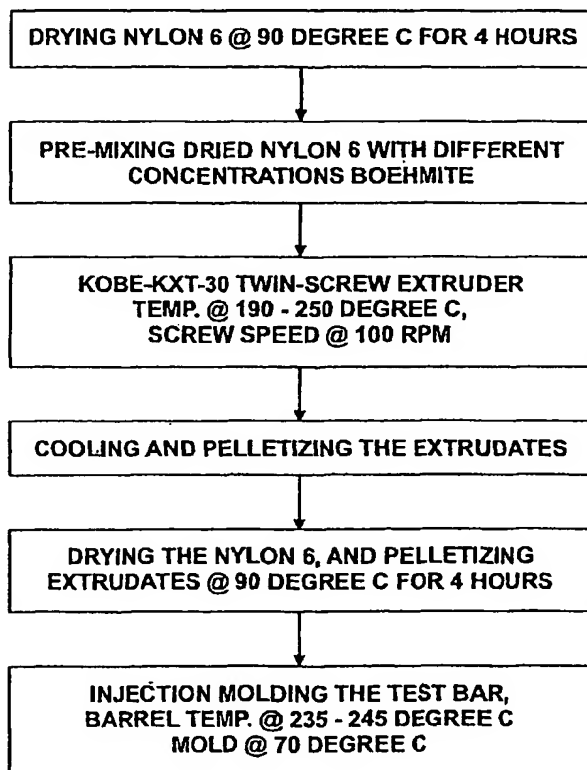 DRYING NYLON 6 @ 90 DEGREE C FOR 4 HOURS
PRE-MIXING DRIED NYLON 6 WITH DIFFERENT
CONCENTRATIONS BOEHMITE
KOBE-KXT-30 TWIN-SCREW EXTRUDER
TEMP. @ 190 - 250 DEGREE C,
SCREW SPEED @ 100 RPM
COOLING AND PELLETIZING THE EXTRUDATES
DRYING THE NYLON 6, AND PELLETIZING
EXTRUDATES @ 90 DEGREE C FOR 4 HOURS
INJECTION MOLDING THE TEST BAR,
BARREL TEMP. @ 235 - 245 DEGREE C
MOLD @ 70 DEGREE C